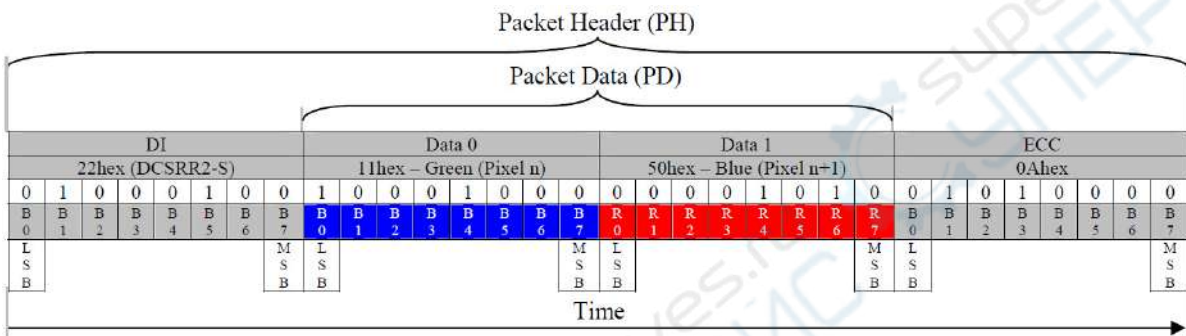 Packet Header (PH)
Packet Data (PD)
DI Data 0 Data 1 ECC
22hex (DCSRR2-S) 11hex – Green (Pixel n) 50hex – Blue (Pixel n+1) 0Ahex
0 1 0 0 0 1 0 0 1 0 0 0 1 0 0 0 0 0 0 0 1 0 1 0 0 1 0 1 0 0 0 0
B B B B B B B B B B B B B B B B R R R R R R R R B B B B B B B B
0 1 2 3 4 5 6 7 0 1 2 3 4 5 6 7 0 1 2 3 4 5 6 7 0 1 2 3 4 5 6 7
L M L M L M L M
S S S S S S S S
B B B B B B B B
Time